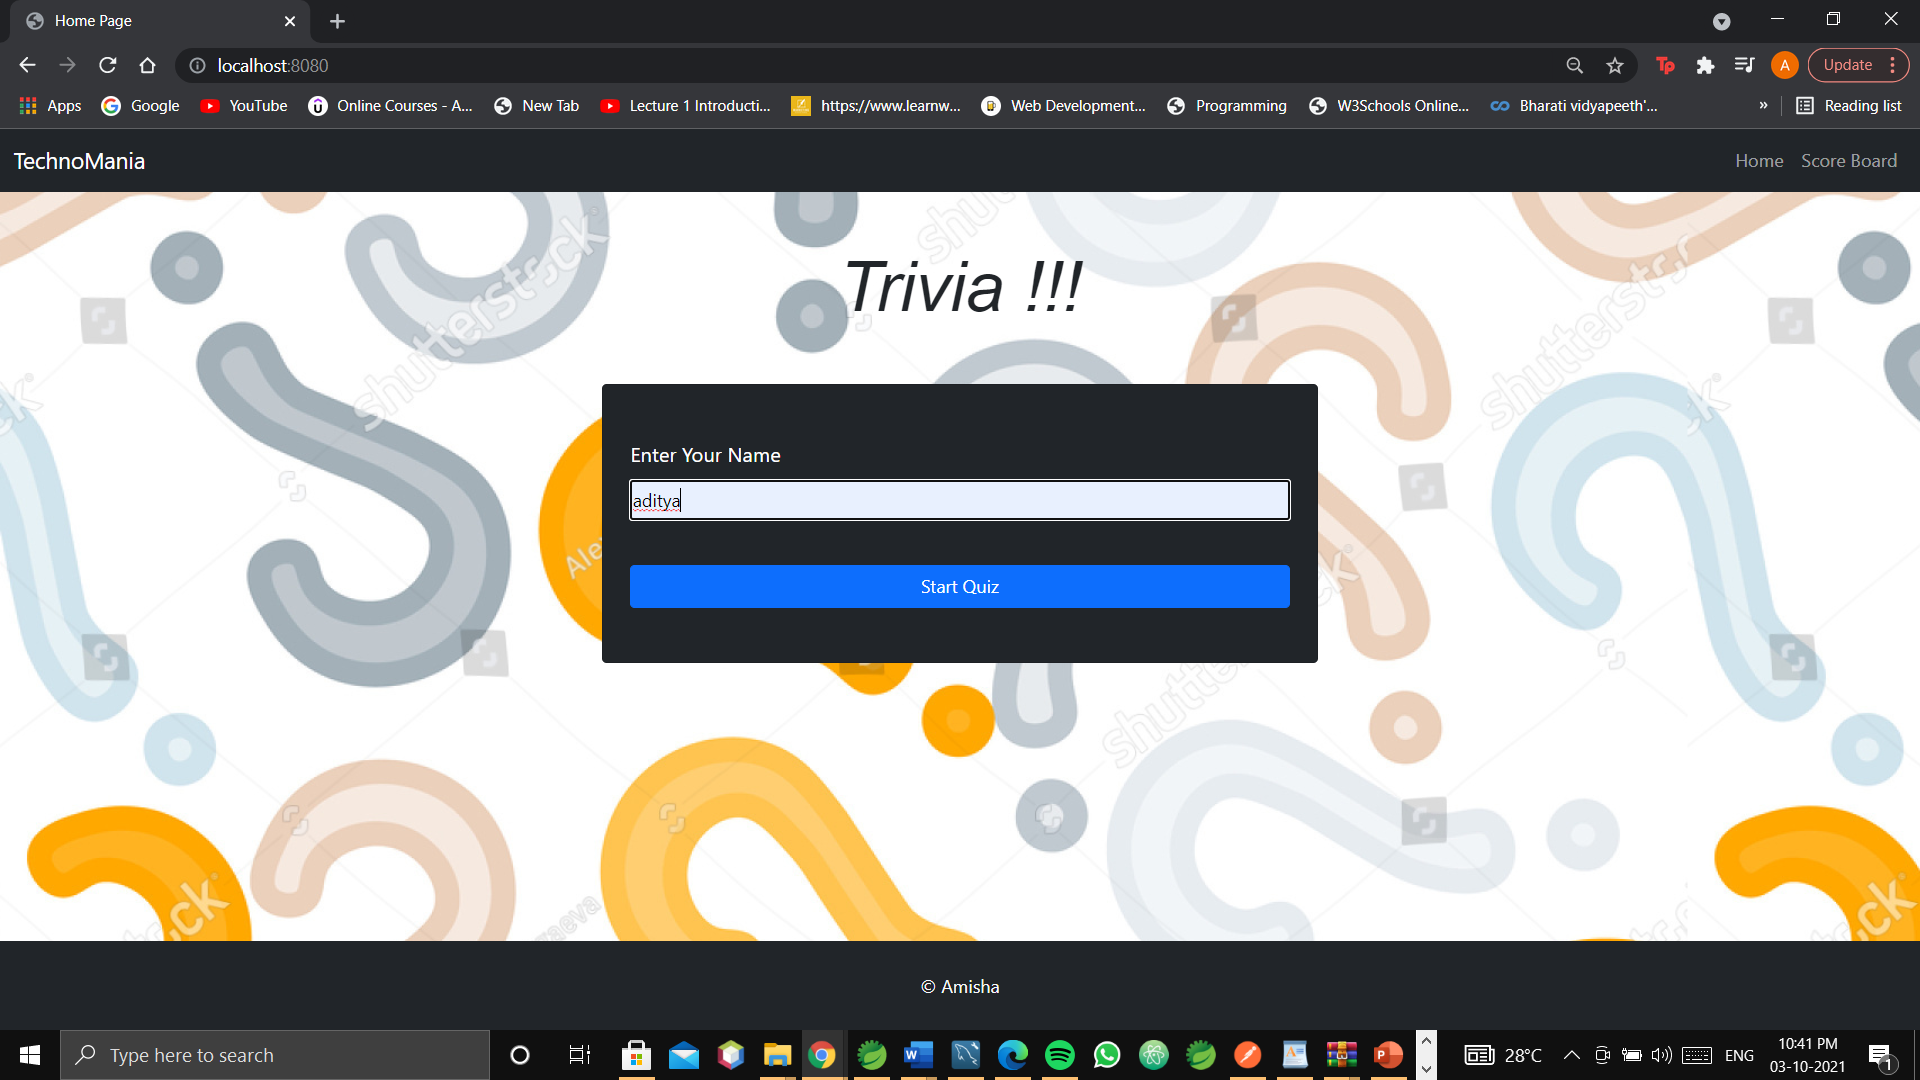 Home Page
localhost:8080
Update
Apps
Google
YouTube
Online Courses - A...
New Tab
Lecture 1 Introducti...
https://www.learnw...
Web Development...
Programming
W3Schools Online...
Bharati vidyapeeth'...
»
Reading list
TechnoMania
Home
Score Board
Trivia !!!
Enter Your Name
aditya
Start Quiz
shutterstock
© Amisha
Type here to search
28°C
ENG
10:41 PM
03-10-2021
1